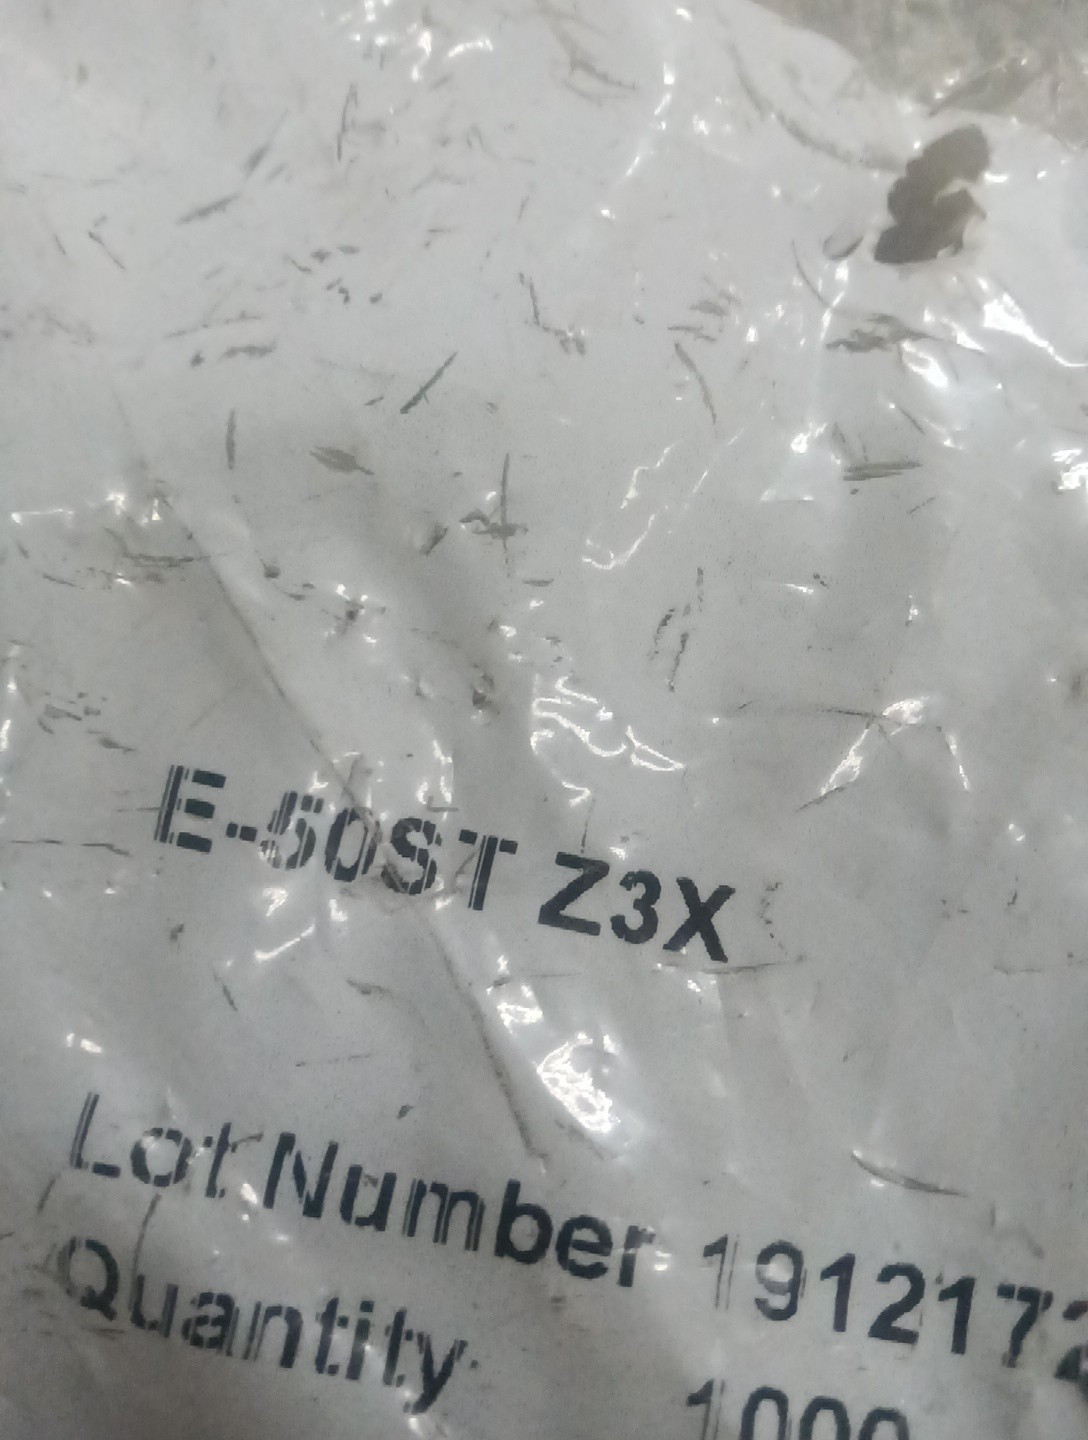 E-50ST Z3X
Lot Number 1912172
Quantity 1000